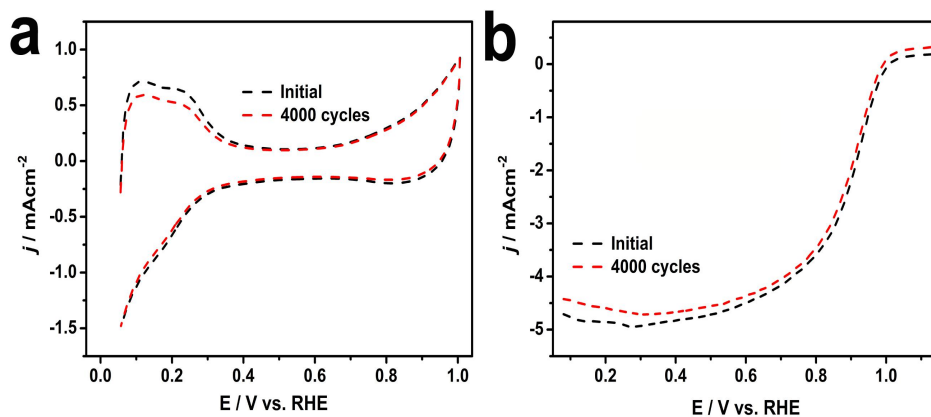 a
j / mAcm⁻²
1.0
0.5
0.0
-0.5
-1.0
-1.5
Initial
4000 cycles
0.0 0.2 0.4 0.6 0.8 1.0
E / V vs. RHE
b
j / mAcm⁻²
0
-1
-2
-3
-4
-5
Initial
4000 cycles
0.2 0.4 0.6 0.8 1.0
E / V vs. RHE